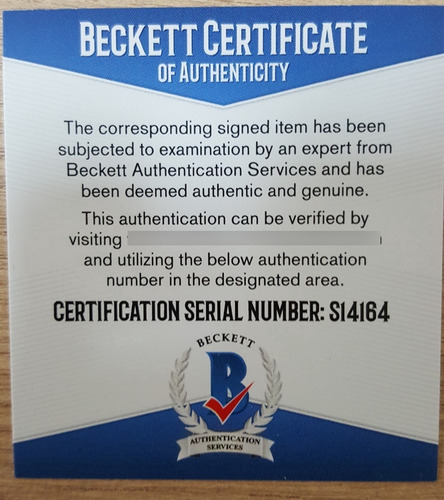 BECKETT CERTIFICATE
OF AUTHENTICITY
The corresponding signed item has been
subjected to examination by an expert from
Beckett Authentication Services and has
been deemed authentic and genuine.
This authentication can be verified by
visiting
and utilizing the below authentication
number in the designated area.
CERTIFICATION SERIAL NUMBER: S14164
BECKETT
B
AUTHENTICATION
SERVICES